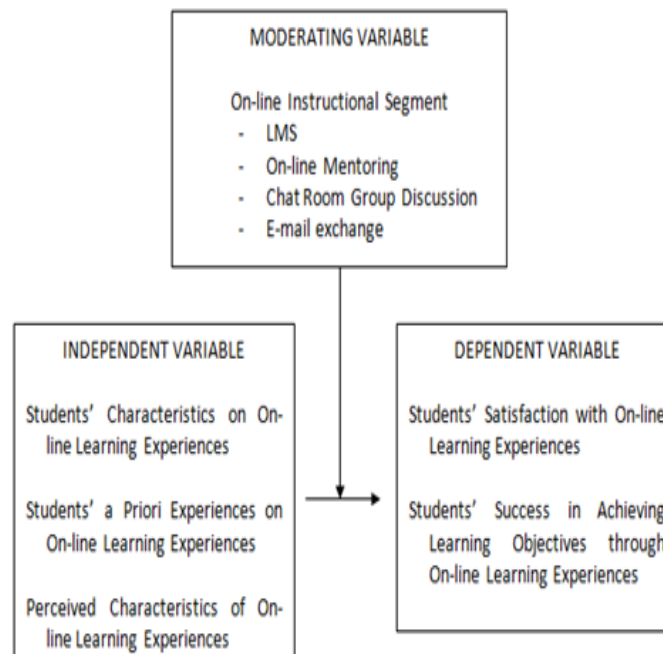 MODERATING VARIABLE
On-line Instructional Segment
- LMS
- On-line Mentoring
- Chat Room Group Discussion
- E-mail exchange
INDEPENDENT VARIABLE
Students’ Characteristics on On-
line Learning Experiences
Students’ a Priori Experiences on
On-line Learning Experiences
Perceived Characteristics of On-
line Learning Experiences
DEPENDENT VARIABLE
Students’ Satisfaction with On-line
Learning Experiences
Students’ Success in Achieving
Learning Objectives through
On-line Learning Experiences